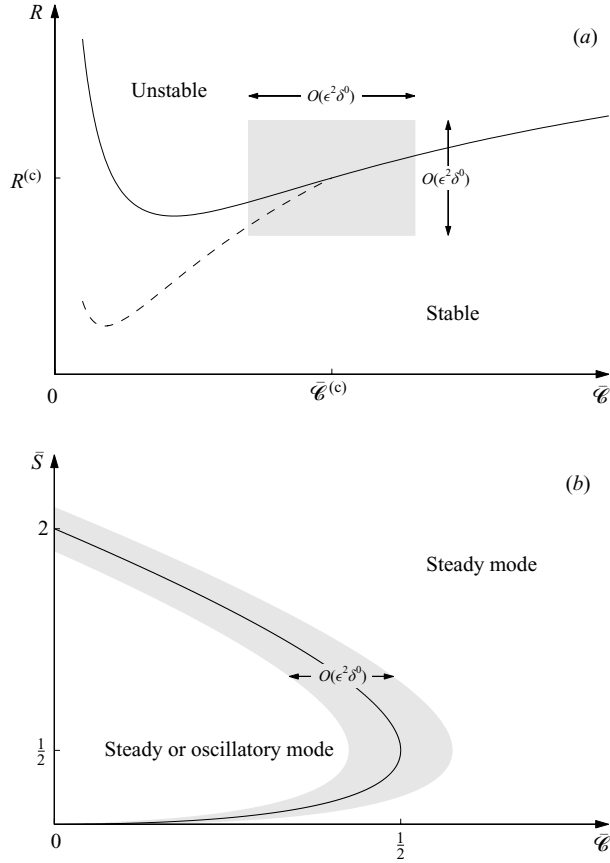 R
(a)
Unstable
O(ϵ²δ⁰)
R⁽ᶜ⁾
O(ϵ²δ⁰)
Stable
0
𝒞̄⁽ᶜ⁾
𝒞̄
S̄
(b)
2
Steady mode
O(ϵ²δ⁰)
Steady or oscillatory mode
1/2
0
1/2
𝒞̄